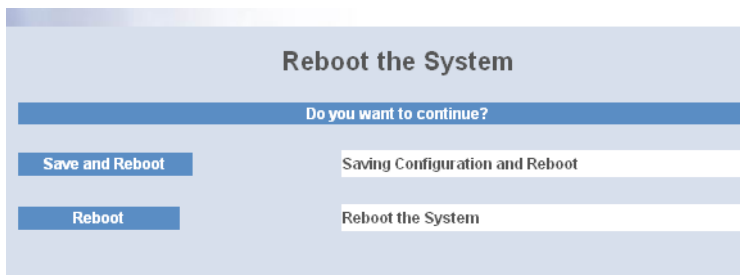 Reboot the System
Do you want to continue?
Save and Reboot Saving Configuration and Reboot
Reboot Reboot the System